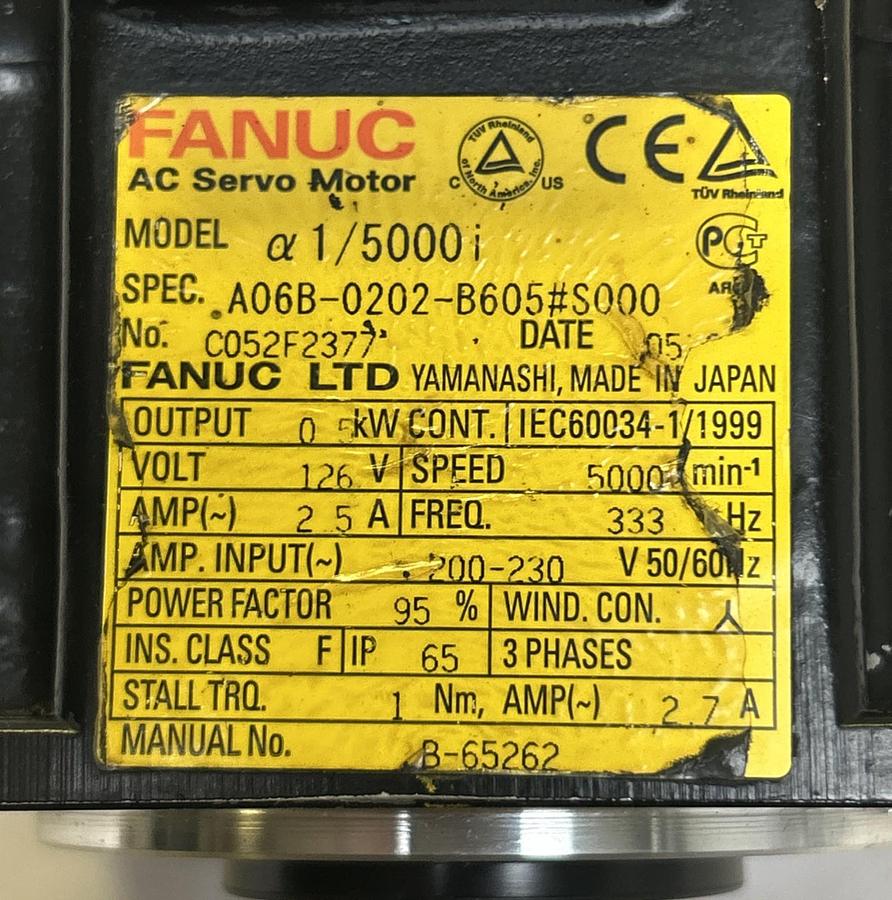 FANUC
AC Servo Motor
TÜV Rheinland of North America, Inc.
C US
CE
TÜV Rheinland
MODEL α1/5000i
PCT
SPEC. A06B-0202-B605#S000
No. C052F2377 DATE 05
FANUC LTD YAMANASHI, MADE IN JAPAN
OUTPUT 0 5 kW CONT. IEC60034-1/1999
VOLT 126 V SPEED 5000 min-1
AMP(~) 2 5 A FREQ. 333 Hz
AMP. INPUT(~) 200-230 V 50/60Hz
POWER FACTOR 95 % WIND. CON. Y
INS. CLASS F IP 65 3 PHASES
STALL TRQ. 1 Nm, AMP(~) 2.7 A
MANUAL No. B-65262